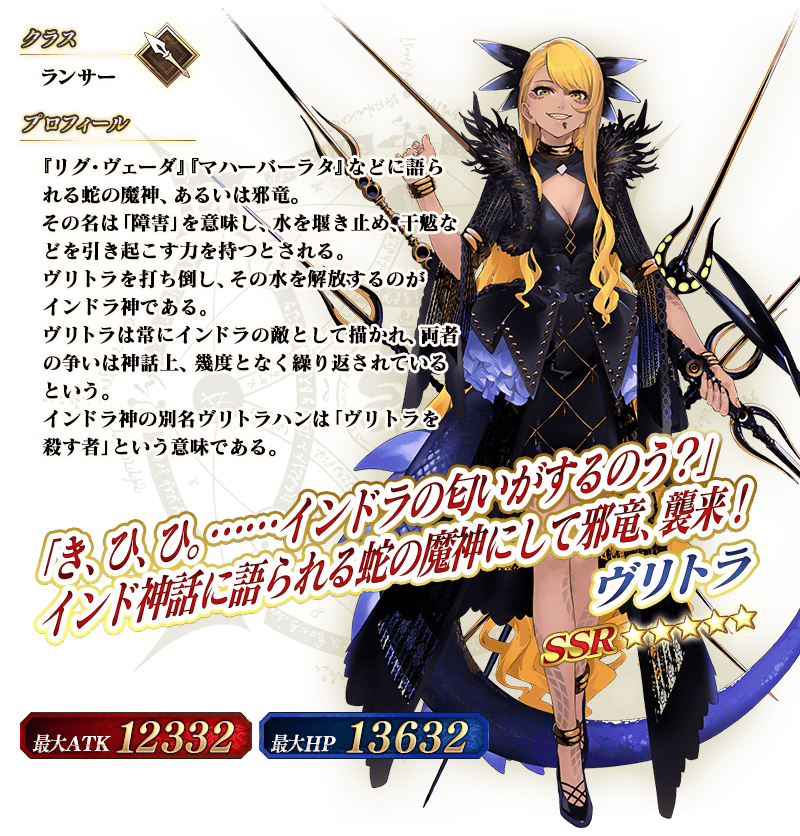 クラス
ランサー
プロフィール
『リグ・ヴェーダ』『マハーバーラタ』などに語ら
れる蛇の魔神、あるいは邪竜。
その名は「障害」を意味し、水を堰き止め、干魃な
どを引き起こす力を持つとされる。
ヴリトラを打ち倒し、その水を解放するのが
インドラ神である。
ヴリトラは常にインドラの敵として描かれ、両者
の争いは神話上、幾度となく繰り返されている
という。
インドラ神の別名ヴリトラハンは「ヴリトラを
殺す者」という意味である。
「き、ひ、ひ。……インドラの匂いがするのう?」
インド神話に語られる蛇の魔神にして邪竜、襲来!
ヴリトラ
SSR★★★★★
最大ATK 12332
最大HP 13632